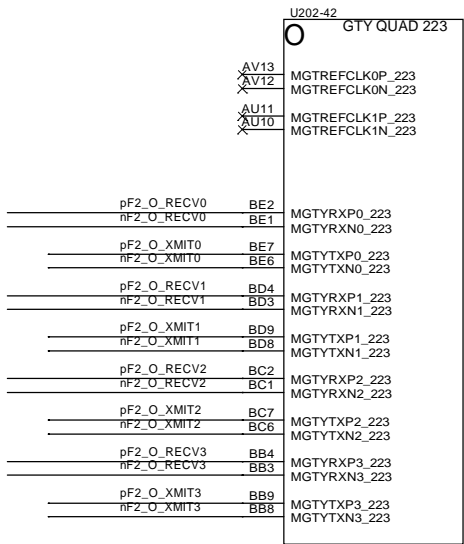 U202-42
O GTY QUAD 223
AV13 MGTREFCLK0P_223
AV12 MGTREFCLK0N_223
AU11 MGTREFCLK1P_223
AU10 MGTREFCLK1N_223
pF2_O_RECV0 BE2 MGTYRXP0_223
nF2_O_RECV0 BE1 MGTYRXN0_223
pF2_O_XMIT0 BE7 MGTYTXP0_223
nF2_O_XMIT0 BE6 MGTYTXN0_223
pF2_O_RECV1 BD4 MGTYRXP1_223
nF2_O_RECV1 BD3 MGTYRXN1_223
pF2_O_XMIT1 BD9 MGTYTXP1_223
nF2_O_XMIT1 BD8 MGTYTXN1_223
pF2_O_RECV2 BC2 MGTYRXP2_223
nF2_O_RECV2 BC1 MGTYRXN2_223
pF2_O_XMIT2 BC7 MGTYTXP2_223
nF2_O_XMIT2 BC6 MGTYTXN2_223
pF2_O_RECV3 BB4 MGTYRXP3_223
nF2_O_RECV3 BB3 MGTYRXN3_223
pF2_O_XMIT3 BB9 MGTYTXP3_223
nF2_O_XMIT3 BB8 MGTYTXN3_223